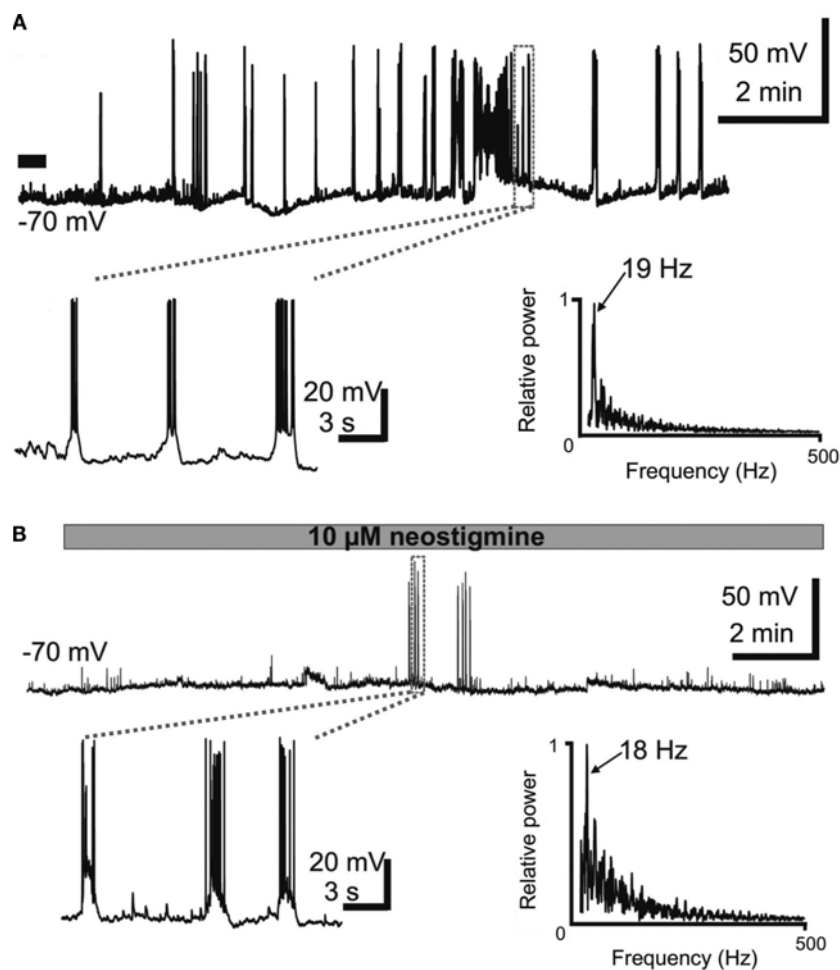 A
50 mV
2 min
-70 mV
19 Hz
1
Relative power
0
500
Frequency (Hz)
20 mV
3 s
B
10 µM neostigmine
50 mV
2 min
-70 mV
18 Hz
1
Relative power
0
500
Frequency (Hz)
20 mV
3 s